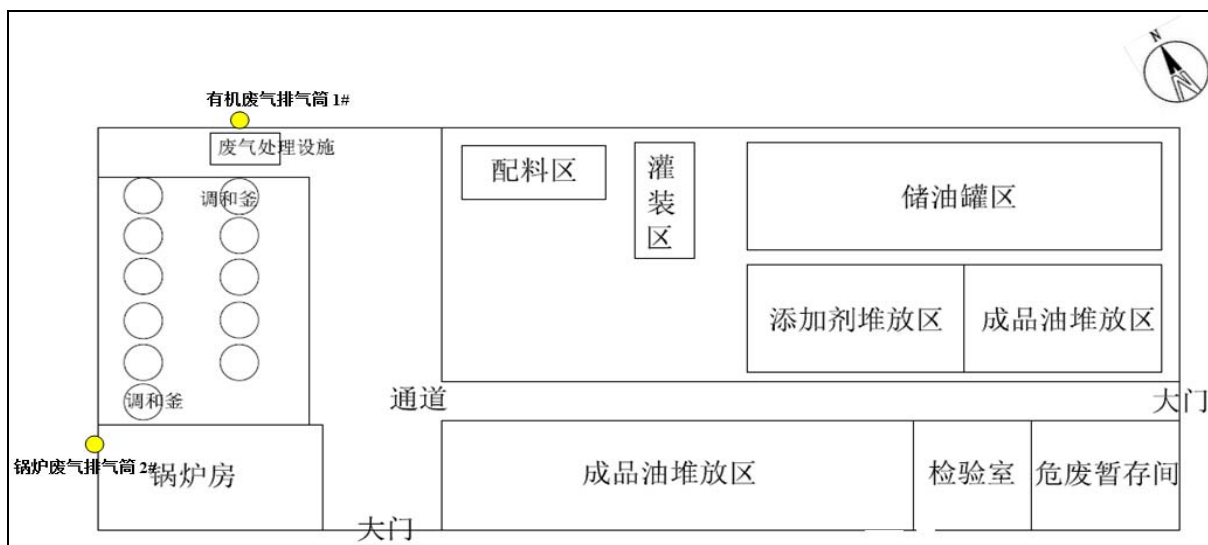 N
有机废气排气筒 1#
废气处理设施
配料区
灌装区
储油罐区
调和釜
添加剂堆放区
成品油堆放区
调和釜
通道
大门
锅炉废气排气筒 2#
锅炉房
成品油堆放区
检验室
危废暂存间
大门